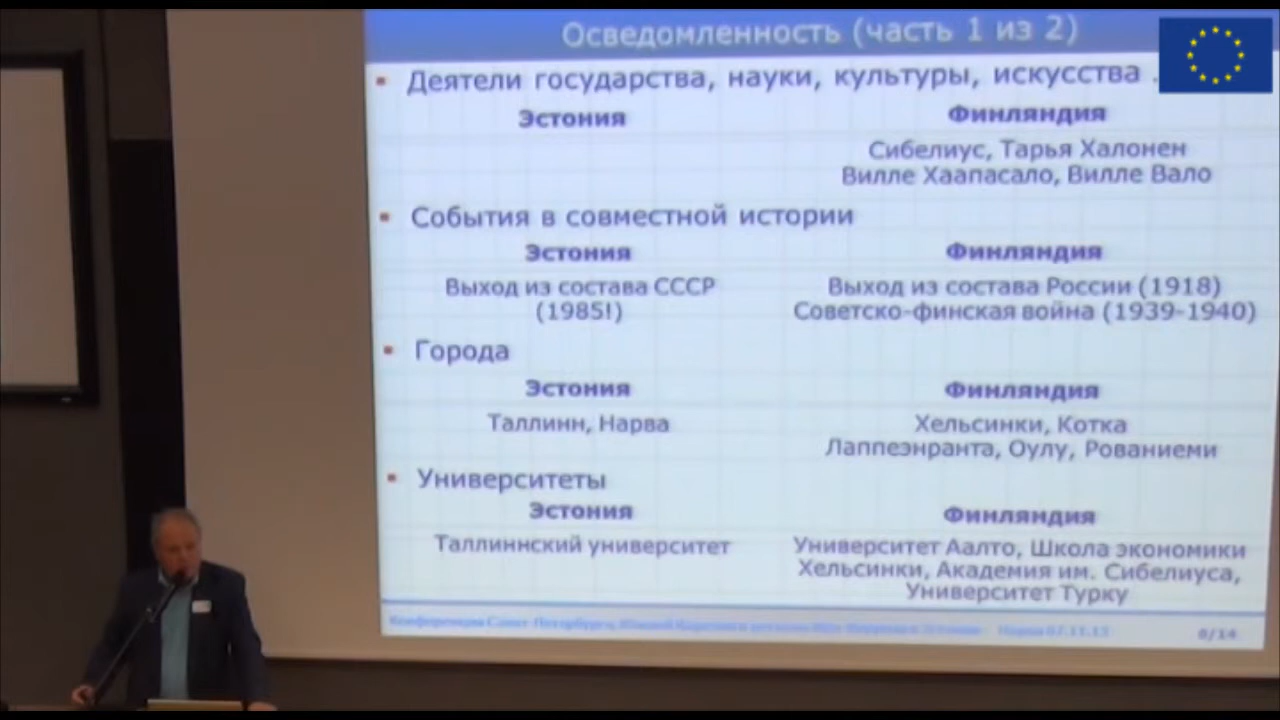 Осведомленность (часть 1 из 2)
Деятели государства, науки, культуры, искусства .
Эстония
Финляндия
Сибелиус, Тарья Халонен
Вилле Хаапасало, Вилле Вало
События в совместной истории
Эстония
Финляндия
Выход из состава СССР
(1985!)
Выход из состава России (1918)
Советско-финская война (1939-1940)
Города
Эстония
Финляндия
Таллинн, Нарва
Хельсинки, Котка
Лаппеэнранта, Оулу, Рованиеми
Университеты
Эстония
Финляндия
Таллиннский университет
Университет Аалто, Школа экономики
Хельсинки, Академия им. Сибелиуса,
Университет Турку
Конференция Санкт-Петербурга,
8/14